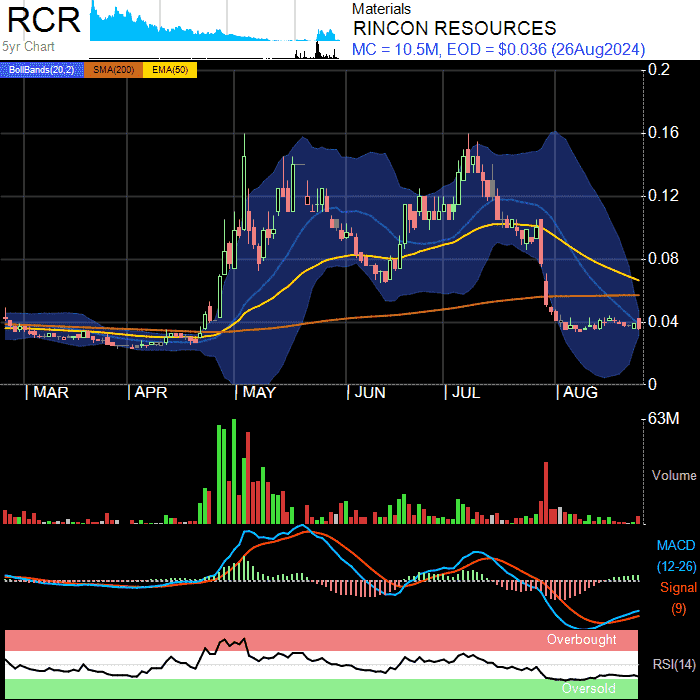 RCR
5yr Chart
Materials
RINCON RESOURCES
MC = 10.5M, EOD = $0.036 (26Aug2024)
BollBands(20,2) SMA(200) EMA(50)
0.2
0.16
0.12
0.08
0.04
0
MAR APR MAY JUN JUL AUG
63M
Volume
MACD
(12-26)
Signal
(9)
Overbought
RSI(14)
Oversold